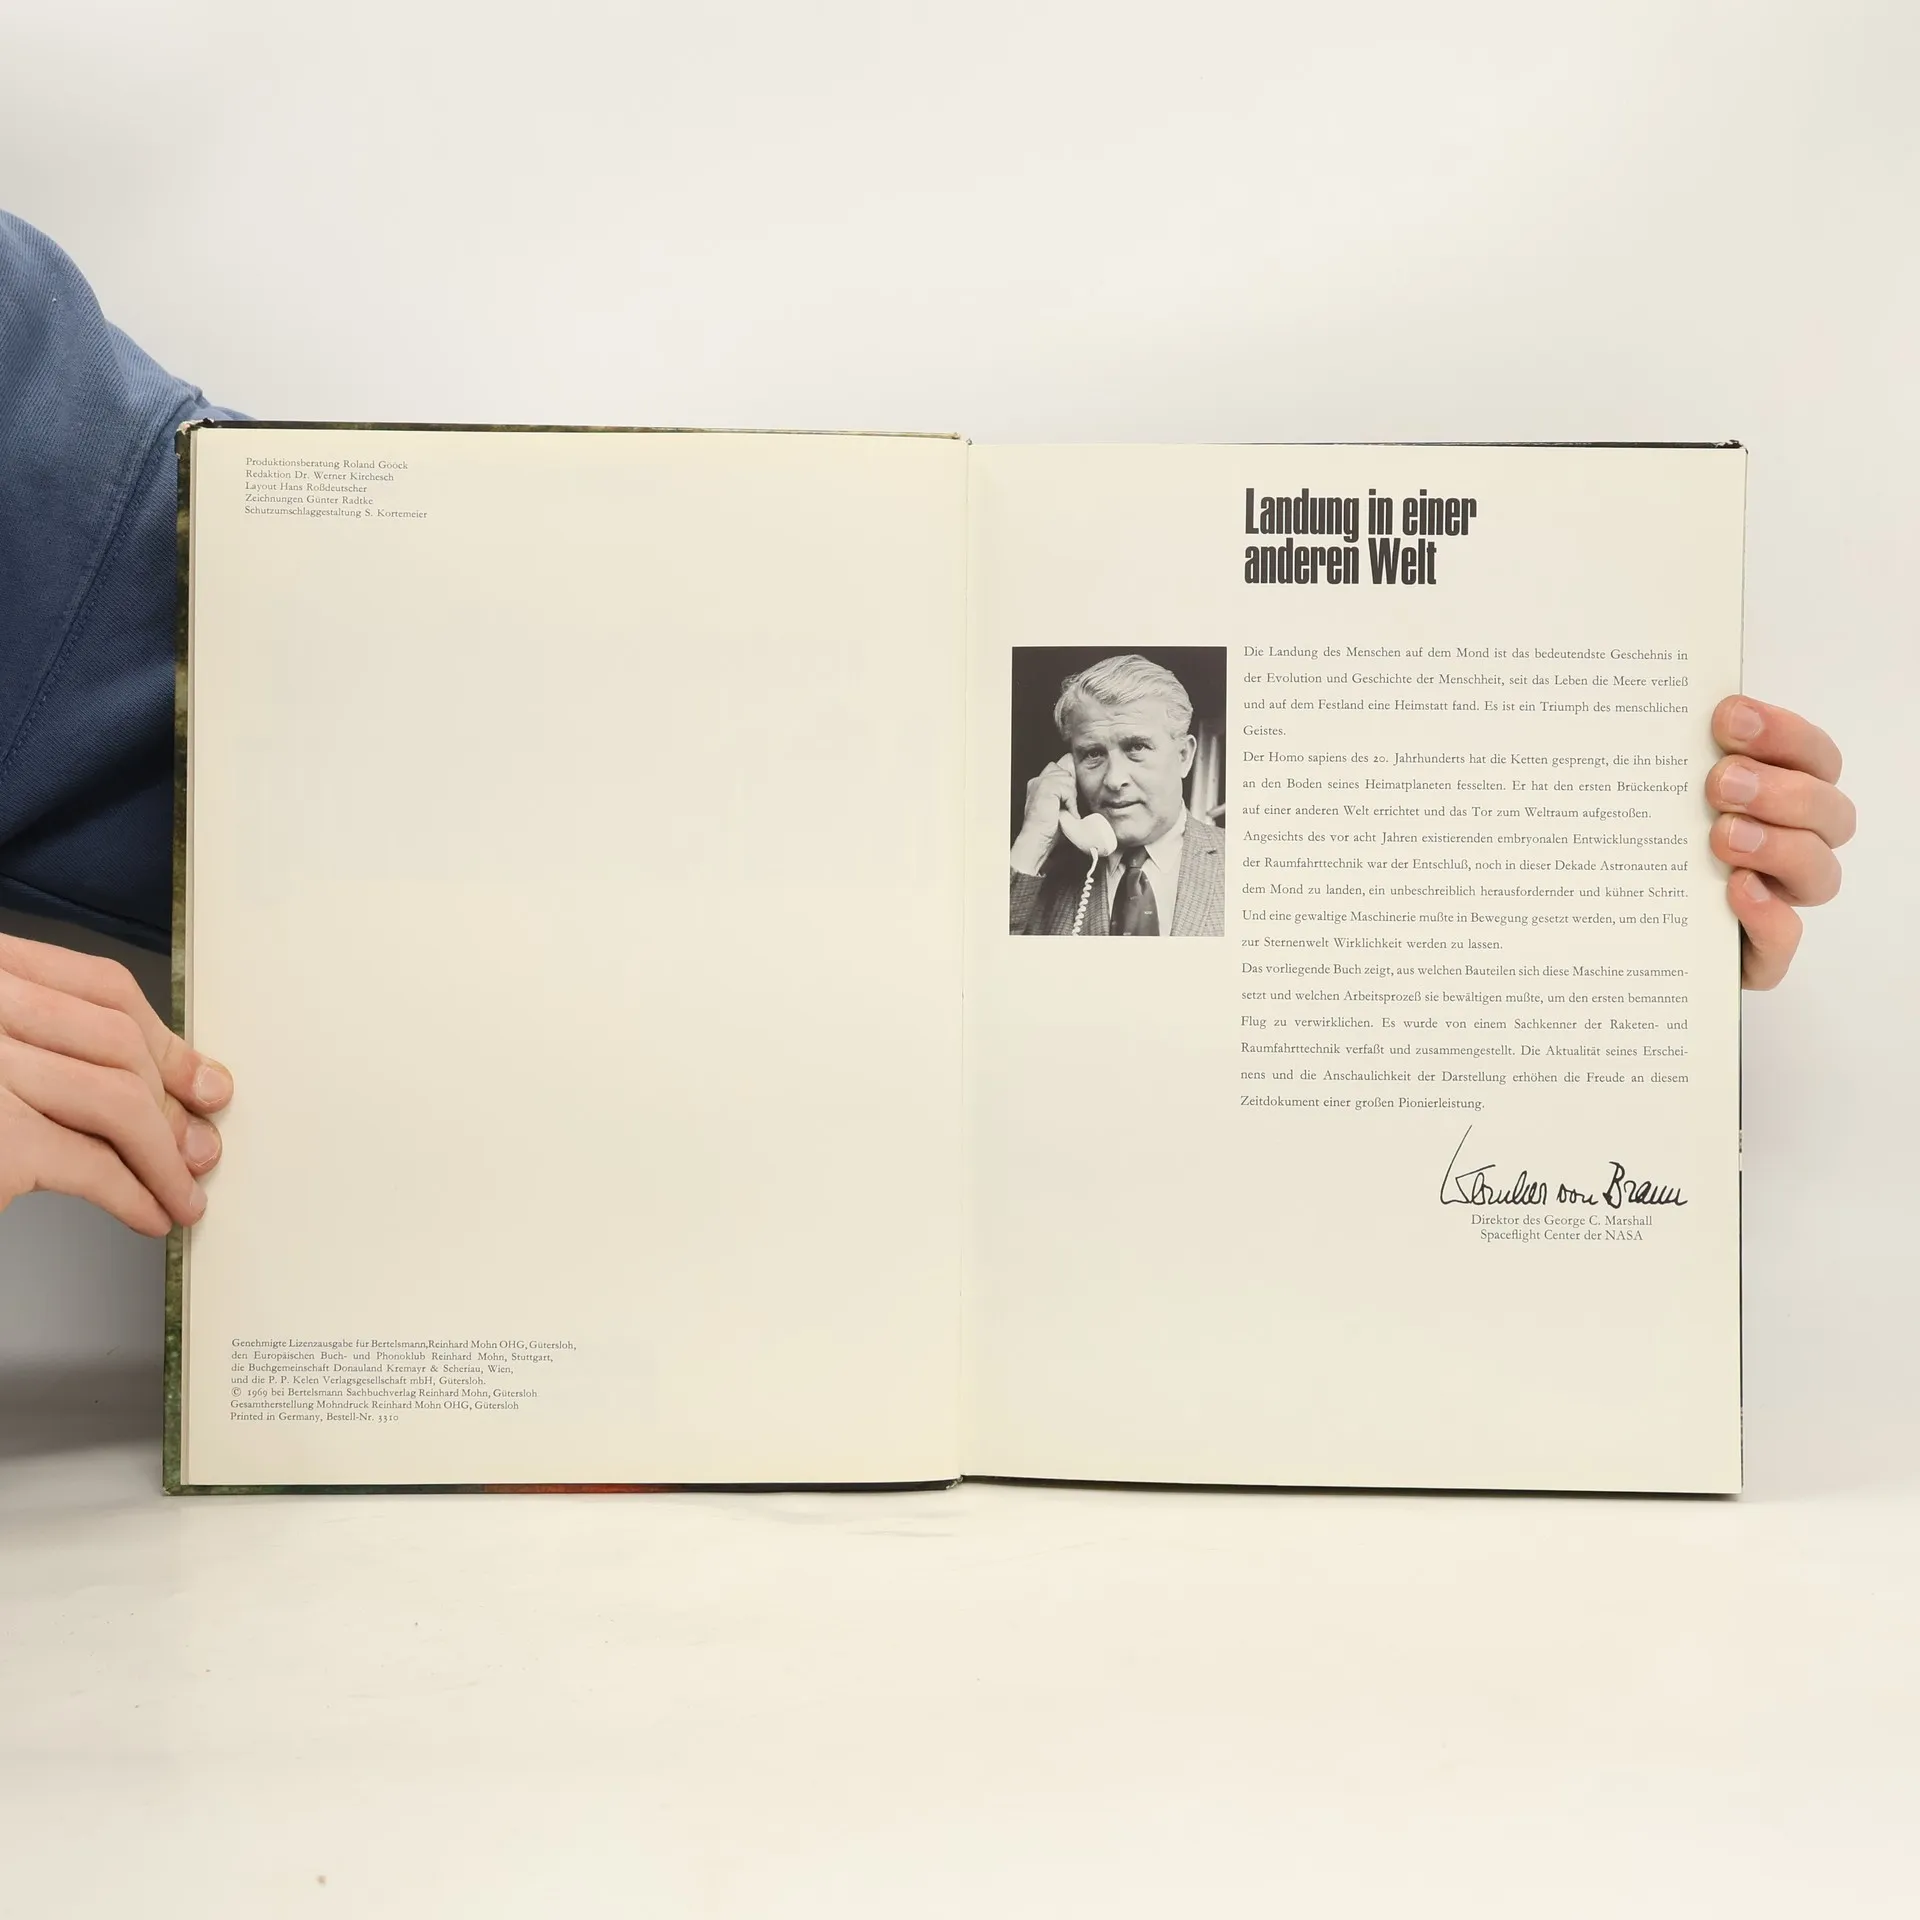 Produktionsberatung Roland Gööck
Redaktion Dr. Werner Kirchesch
Layout Hans Roßdeutscher
Zeichnungen Günter Radtke
Schutzumschlaggestaltung S. Kortemeier
Genehmigte Lizenzausgabe für Bertelsmann,Reinhard Mohn OHG, Gütersloh,
den Europäischen Buch- und Phonoklub Reinhard Mohn, Stuttgart,
die Buchgemeinschaft Donauland Kremayr & Scheriau, Wien,
und die P. P. Kelen Verlagsgesellschaft mbH, Gütersloh.
© 1969 bei Bertelsmann Sachbuchverlag Reinhard Mohn, Gütersloh
Gesamtherstellung Mohndruck Reinhard Mohn OHG, Gütersloh
Printed in Germany, Bestell-Nr. 3310
Landung in einer
anderen Welt
Die Landung des Menschen auf dem Mond ist das bedeutendste Geschehnis in
der Evolution und Geschichte der Menschheit, seit das Leben die Meere verließ
und auf dem Festland eine Heimstatt fand. Es ist ein Triumph des menschlichen
Geistes.
Der Homo sapiens des 20. Jahrhunderts hat die Ketten gesprengt, die ihn bisher
an den Boden seines Heimatplaneten fesselten. Er hat den ersten Brückenkopf
auf einer anderen Welt errichtet und das Tor zum Weltraum aufgestoßen.
Angesichts des vor acht Jahren existierenden embryonalen Entwicklungsstandes
der Raumfahrttechnik war der Entschluß, noch in dieser Dekade Astronauten auf
dem Mond zu landen, ein unbeschreiblich herausfordernder und kühner Schritt.
Und eine gewaltige Maschinerie mußte in Bewegung gesetzt werden, um den Flug
zur Sternenwelt Wirklichkeit werden zu lassen.
Das vorliegende Buch zeigt, aus welchen Bauteilen sich diese Maschine zusammen-
setzt und welchen Arbeitsprozeß sie bewältigen mußte, um den ersten bemannten
Flug zu verwirklichen. Es wurde von einem Sachkenner der Raketen- und
Raumfahrttechnik verfaßt und zusammengestellt. Die Aktualität seines Erschei-
nens und die Anschaulichkeit der Darstellung erhöhen die Freude an diesem
Zeitdokument einer großen Pionierleistung.
Wernher von Braun
Direktor des George C. Marshall
Spaceflight Center der NASA